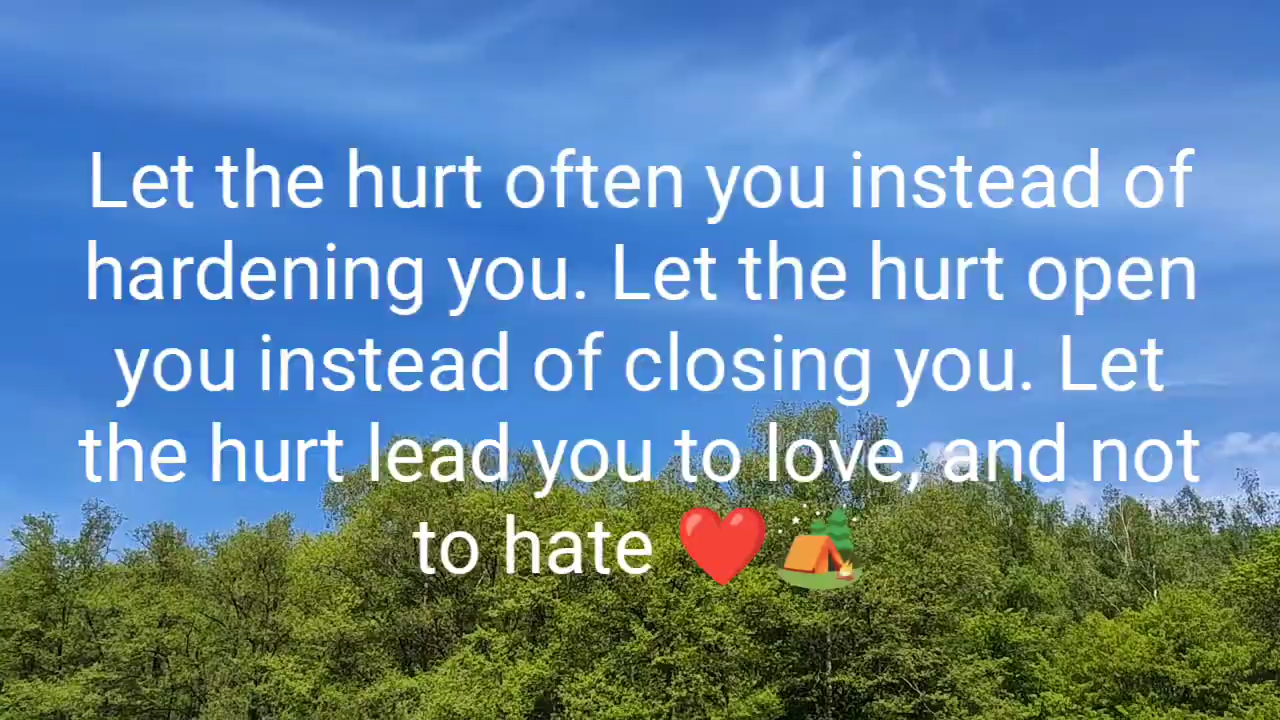 Let the hurt often you instead of
hardening you. Let the hurt open
you instead of closing you. Let
the hurt lead you to love, and not
to hate ❤️🏕️